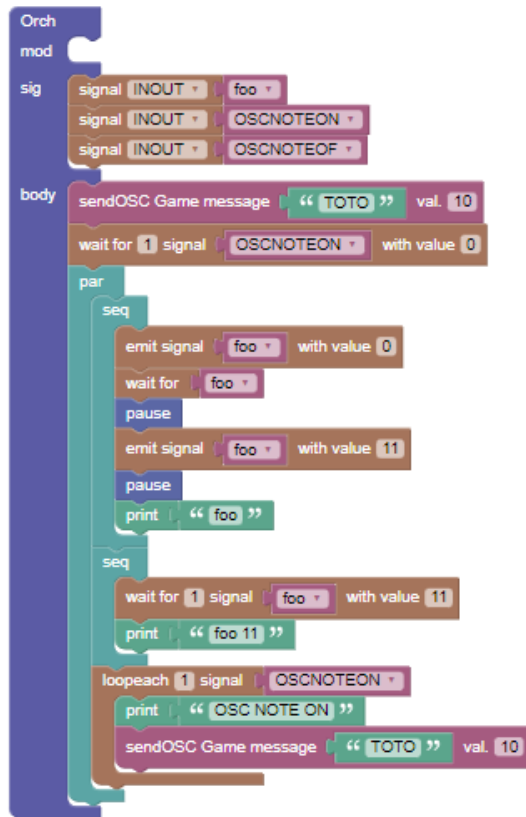 Orch
mod
sig signal INOUT foo
signal INOUT OSCNOTEON
signal INOUT OSCNOTEOF
body sendOSC Game message “ TOTO ” val. 10
wait for 1 signal OSCNOTEON with value 0
par
seq
emit signal foo with value 0
wait for foo
pause
emit signal foo with value 11
pause
print “ foo ”
seq
wait for 1 signal foo with value 11
print “ foo 11 ”
loopeach 1 signal OSCNOTEON
print “ OSC NOTE ON ”
sendOSC Game message “ TOTO ” val. 10